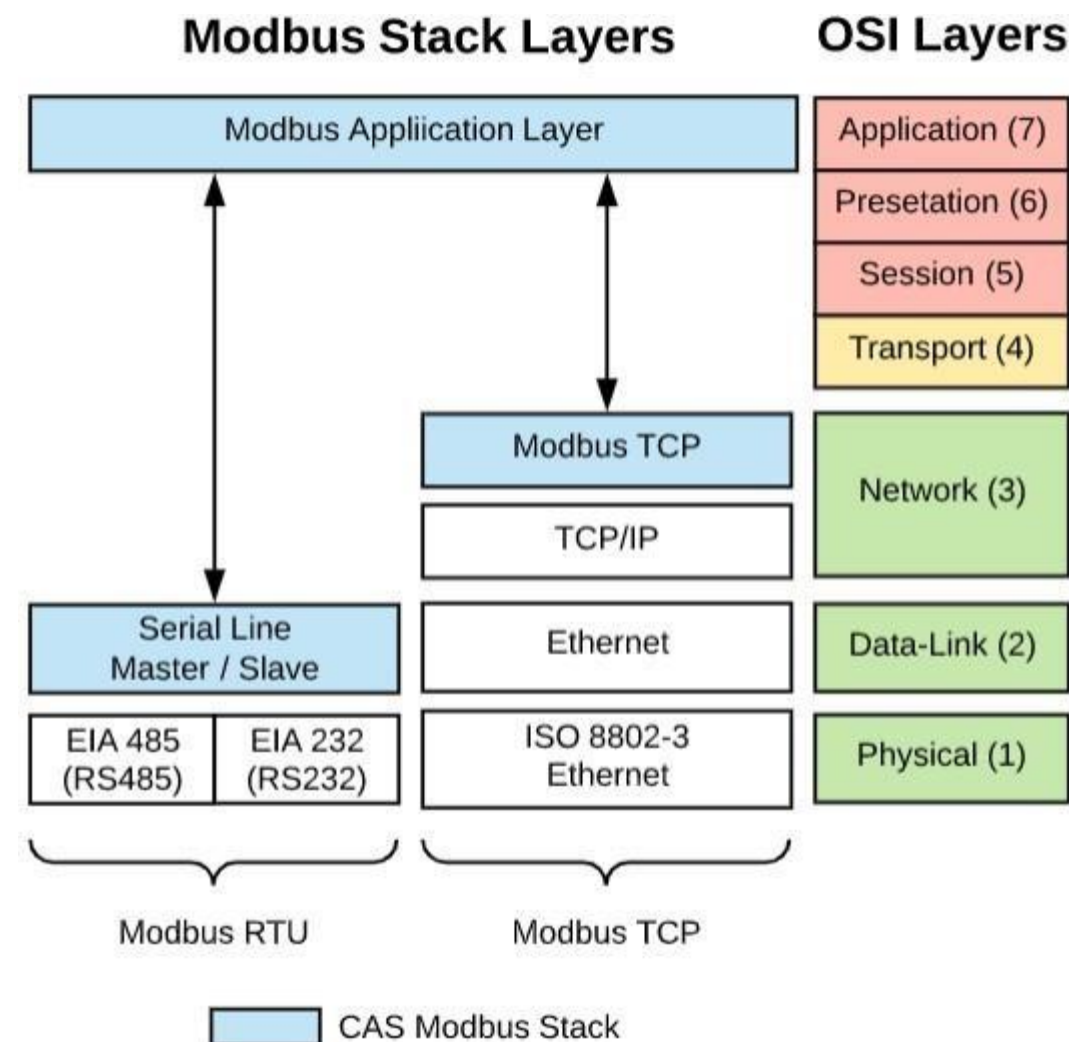 Modbus Stack Layers
OSI Layers
Modbus Appliication Layer
Application (7)
Presetation (6)
Session (5)
Transport (4)
Modbus TCP
Network (3)
TCP/IP
Serial Line
Master / Slave
Ethernet
Data-Link (2)
EIA 485
(RS485)
EIA 232
(RS232)
ISO 8802-3
Ethernet
Physical (1)
Modbus RTU
Modbus TCP
CAS Modbus Stack